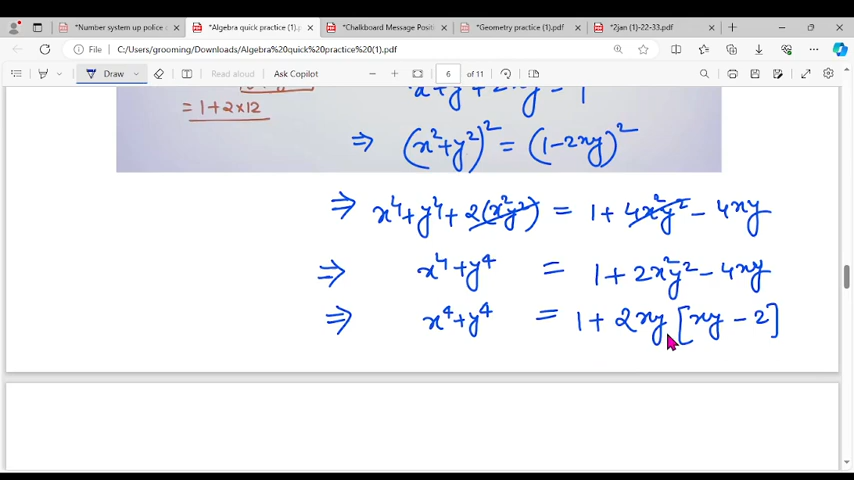 *Number system up police c
*Algebra quick practice (1).pdf
*Chalkboard Message Posit
*Geometry practice (1).pdf
*2jan (1)-22-33.pdf
File
C:/Users/grooming/Downloads/Algebra%20quick%20practice%20(1).pdf
Draw
Read aloud
Ask Copilot
6 of 11
= 1+2×12
⇒ (x²+y²)² = (1-2xy)²
⇒ x⁴+y⁴+2(x²y²) = 1+4x²y²-4xy
⇒ x⁴+y⁴ = 1+2x²y²-4xy
⇒ x⁴+y⁴ = 1+2xy[xy-2]